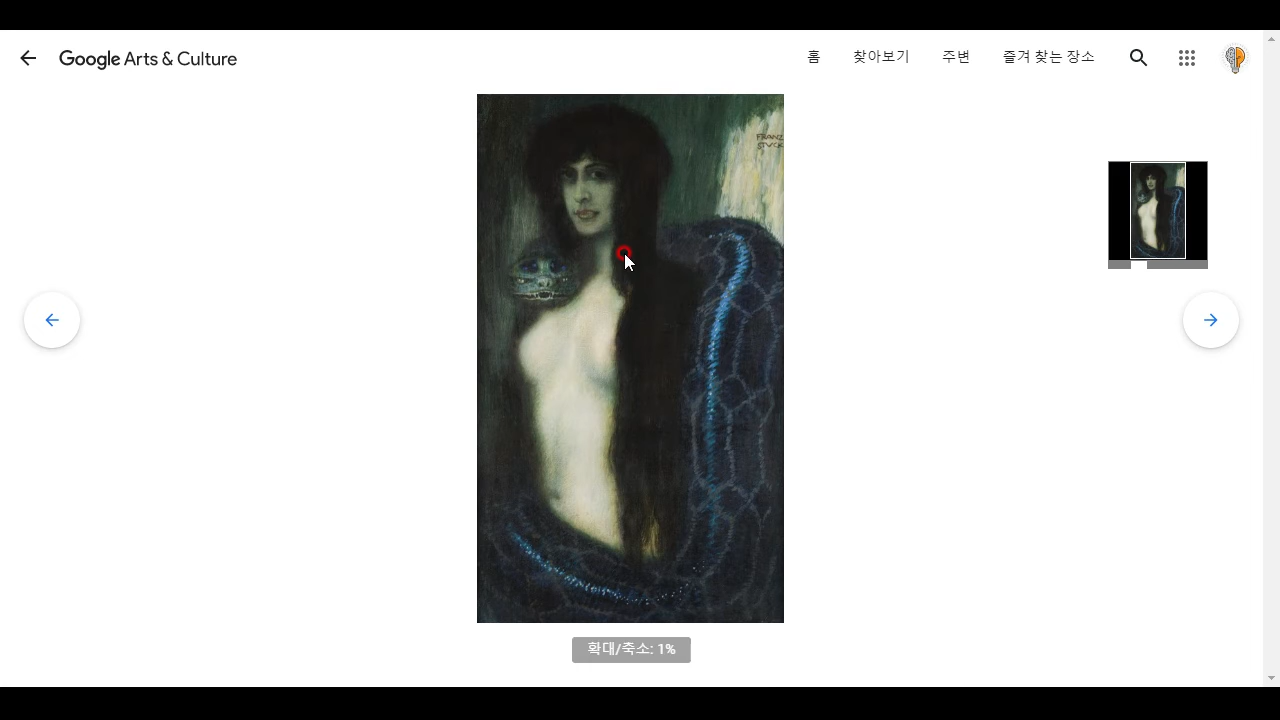 Google Arts & Culture
홈 찾아보기 주변 즐겨 찾는 장소
FRANZ
STVCK
확대/축소: 1%